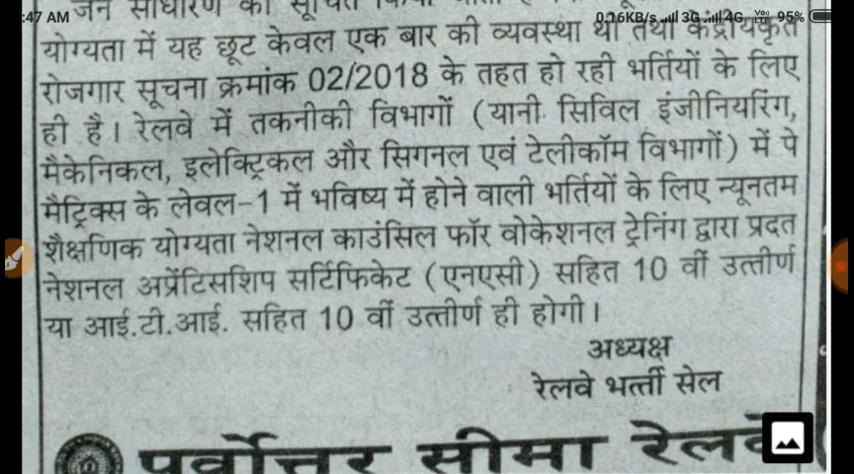 :47 AM 0.16KB/s 3G 4G VoLTE 95%
जन साधारण को सूचित किया जाता
योग्यता में यह छूट केवल एक बार की व्यवस्था थी तथा केंद्रीयकृत
रोजगार सूचना क्रमांक 02/2018 के तहत हो रही भर्तियों के लिए
ही है। रेलवे में तकनीकी विभागों (यानी सिविल इंजीनियरिंग,
मैकेनिकल, इलेक्ट्रिकल और सिगनल एवं टेलीकॉम विभागों) में पे
मैट्रिक्स के लेवल-1 में भविष्य में होने वाली भर्तियों के लिए न्यूनतम
शैक्षणिक योग्यता नेशनल काउंसिल फॉर वोकेशनल ट्रेनिंग द्वारा प्रदत
नेशनल अप्रेंटिसशिप सर्टिफिकेट (एनएसी) सहित 10 वीं उत्तीर्ण
या आई.टी.आई. सहित 10 वीं उत्तीर्ण ही होगी।
अध्यक्ष
रेलवे भर्त्ती सेल
पूर्वोत्तर सीमा रेलवे